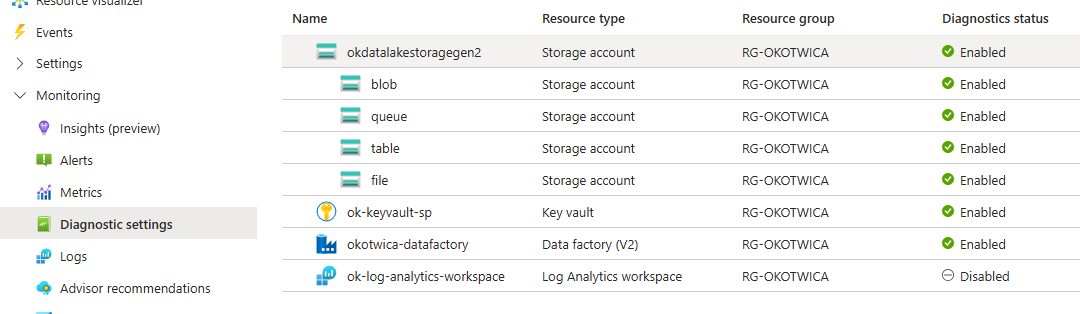 Resource visualizer
Events
Settings
Monitoring
Insights (preview)
Alerts
Metrics
Diagnostic settings
Logs
Advisor recommendations
Name Resource type Resource group Diagnostics status
okdatalakestoragegen2 Storage account RG-OKOTWICA Enabled
blob Storage account RG-OKOTWICA Enabled
queue Storage account RG-OKOTWICA Enabled
table Storage account RG-OKOTWICA Enabled
file Storage account RG-OKOTWICA Enabled
ok-keyvault-sp Key vault RG-OKOTWICA Enabled
okotwica-datafactory Data factory (V2) RG-OKOTWICA Enabled
ok-log-analytics-workspace Log Analytics workspace RG-OKOTWICA Disabled